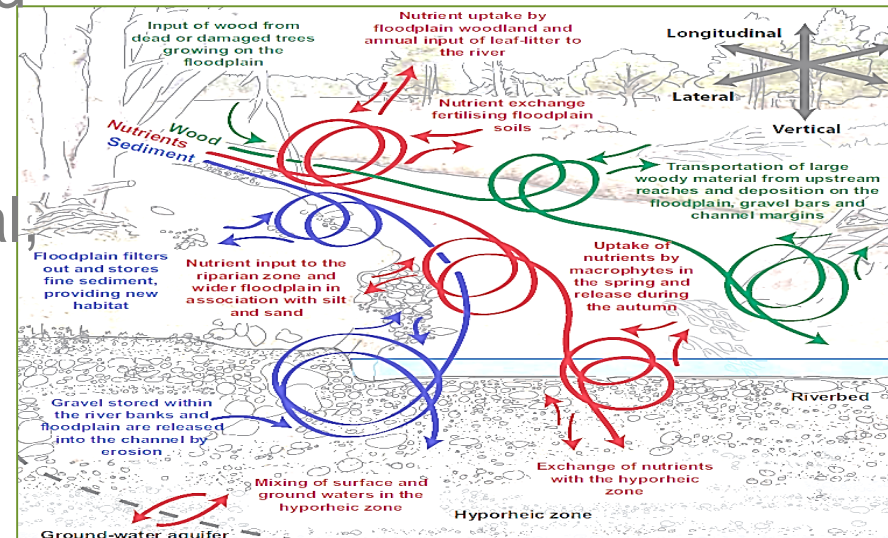 Input of wood from
dead or damaged trees
growing on the
floodplain
Nutrient uptake by
floodplain woodland and
annual input of leaf-litter to
the river
Longitudinal
Lateral
Vertical
Nutrient exchange
fertilising floodplain
soils
Wood
Nutrients
Sediment
Transportation of large
woody material from upstream
reaches and deposition on the
floodplain, gravel bars and
channel margins
Floodplain filters
out and stores
fine sediment,
providing new
habitat
Nutrient input to the
riparian zone and
wider floodplain in
association with silt
and sand
Uptake of
nutrients by
macrophytes in
the spring and
release during
the autumn
Riverbed
Gravel stored within
the river banks and
floodplain are released
into the channel by
erosion
Exchange of nutrients
with the hyporheic
zone
Mixing of surface and
ground waters in the
hyporheic zone
Hyporheic zone
Ground-water aquifer